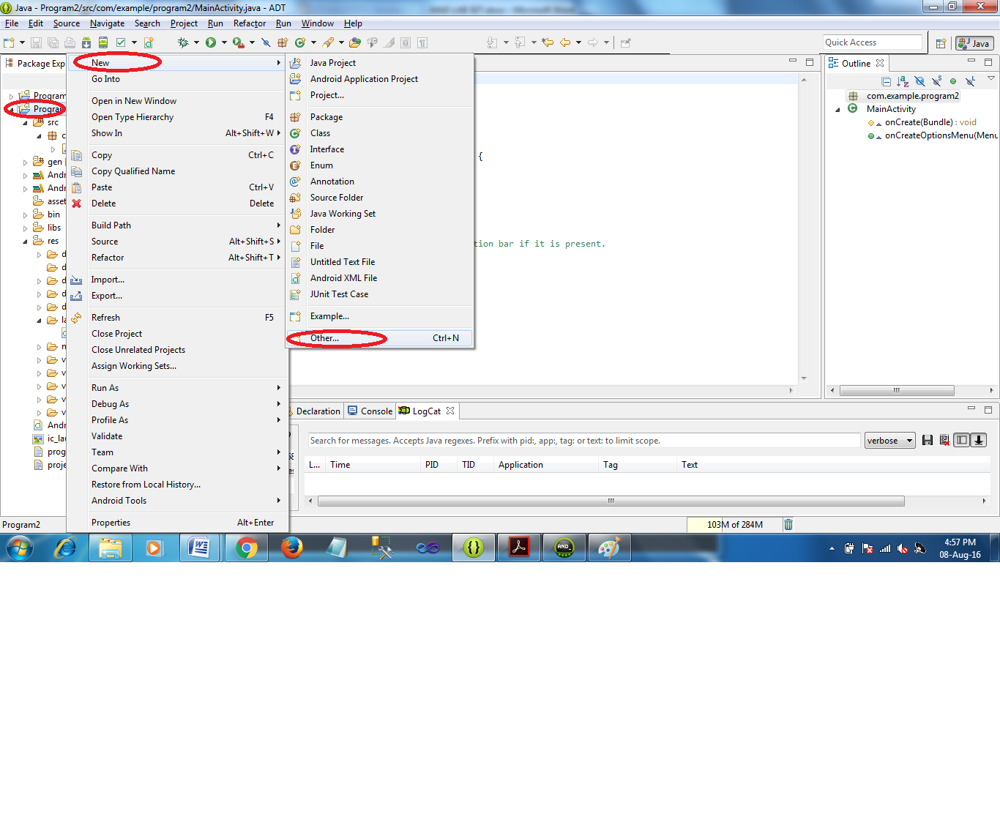 Java - Program2/src/com/example/program2/MainActivity.java - ADT
File Edit Source Navigate Search Project Run Refactor Run Window Help
Quick Access
Java
Package Exp
Program
Program
src
gen
Andr
Andr
asset
bin
libs
res
Andr
ic_lau
proje
New
Go Into
Open in New Window
Open Type Hierarchy F4
Show In Alt+Shift+W
Copy Ctrl+C
Copy Qualified Name
Paste Ctrl+V
Delete Delete
Build Path
Source Alt+Shift+S
Refactor Alt+Shift+T
Import...
Export...
Refresh F5
Close Project
Close Unrelated Projects
Assign Working Sets...
Run As
Debug As
Profile As
Validate
Team
Compare With
Restore from Local History...
Android Tools
Properties Alt+Enter
Java Project
Android Application Project
Project...
Package
Class
Interface
Enum
Annotation
Source Folder
Java Working Set
Folder
File
Untitled Text File
Android XML File
JUnit Test Case
Example...
Other... Ctrl+N
{
tion bar if it is present.
Outline
com.example.program2
MainActivity
onCreate(Bundle) : void
onCreateOptionsMenu(Menu
Declaration Console LogCat
Search for messages. Accepts Java regexes. Prefix with pid:, app:, tag: or text: to limit scope.
verbose
L... Time PID TID Application Tag Text
Program2
103M of 284M
4:57 PM
08-Aug-16